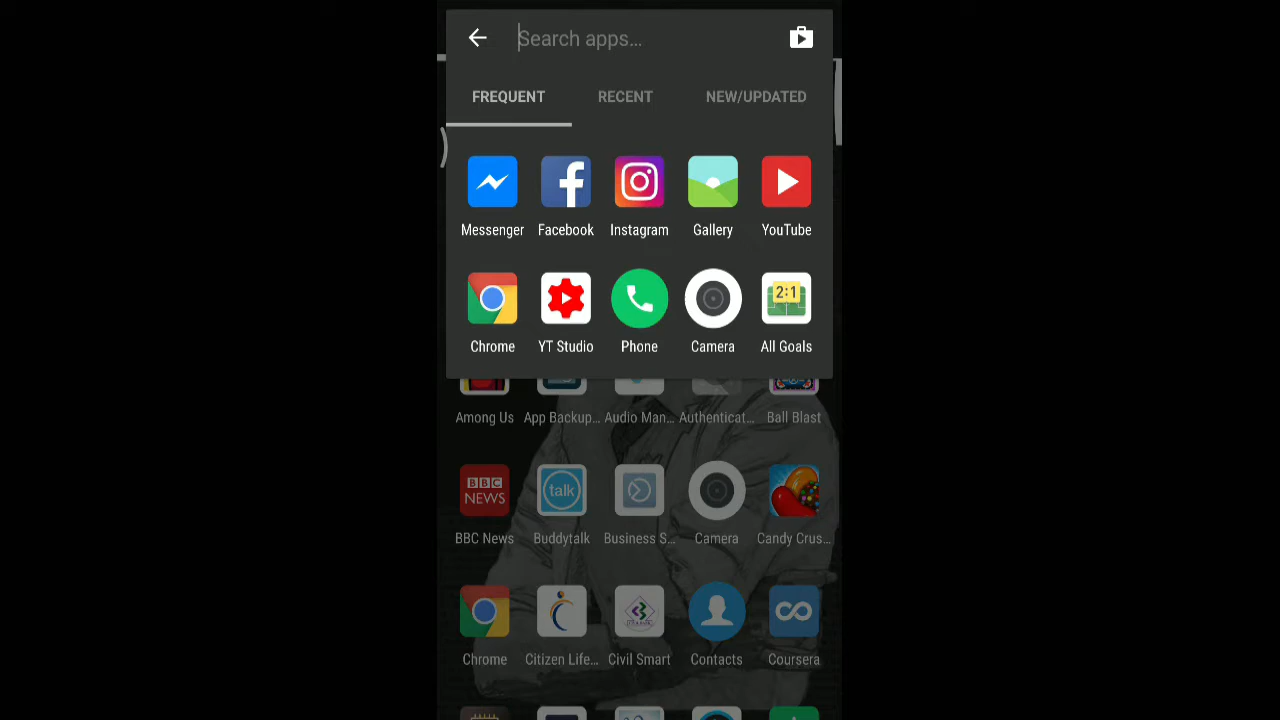 Search apps...
FREQUENT RECENT NEW/UPDATED
Messenger Facebook Instagram Gallery YouTube
2:1
Chrome YT Studio Phone Camera All Goals
Among Us App Backup... Audio Man... Authenticat... Ball Blast
BBC
NEWS
talk
BBC News Buddytalk Business S... Camera Candy Crus...
Chrome Citizen Life... Civil Smart Contacts Coursera